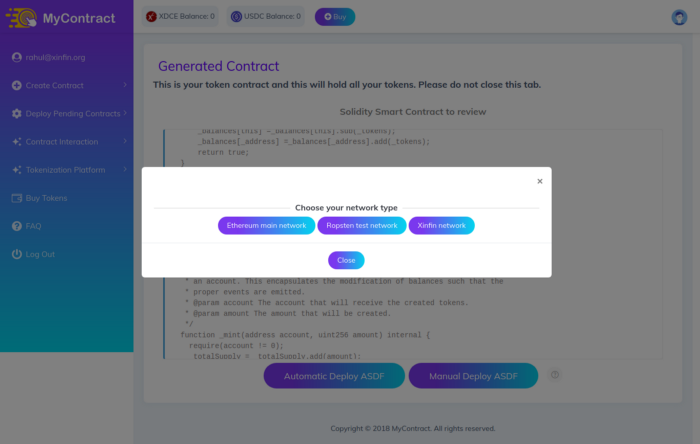 MyContract
XDCE Balance: 0
USDC Balance: 0
Buy
rahul@xinfin.org
Create Contract
Deploy Pending Contracts
Contract Interaction
Tokenization Platform
Buy Tokens
FAQ
Log Out
Generated Contract
This is your token contract and this will hold all your tokens. Please do not close this tab.
Solidity Smart Contract to review
_balances[this] =_balances[this].sub(_tokens);
_balances[_address] =_balances[_address].add(_tokens);
return true;
}
×
Choose your network type
Ethereum main network
Ropsten test network
Xinfin network
Close
* an account. This encapsulates the modification of balances such that the
* proper events are emitted.
* @param account The account that will receive the created tokens.
* @param amount The amount that will be created.
*/
function _mint(address account, uint256 amount) internal {
require(account != 0);
totalSupply = _totalSupply.add(amount);
Automatic Deploy ASDF
Manual Deploy ASDF
Copyright © 2018 MyContract. All rights reserved.